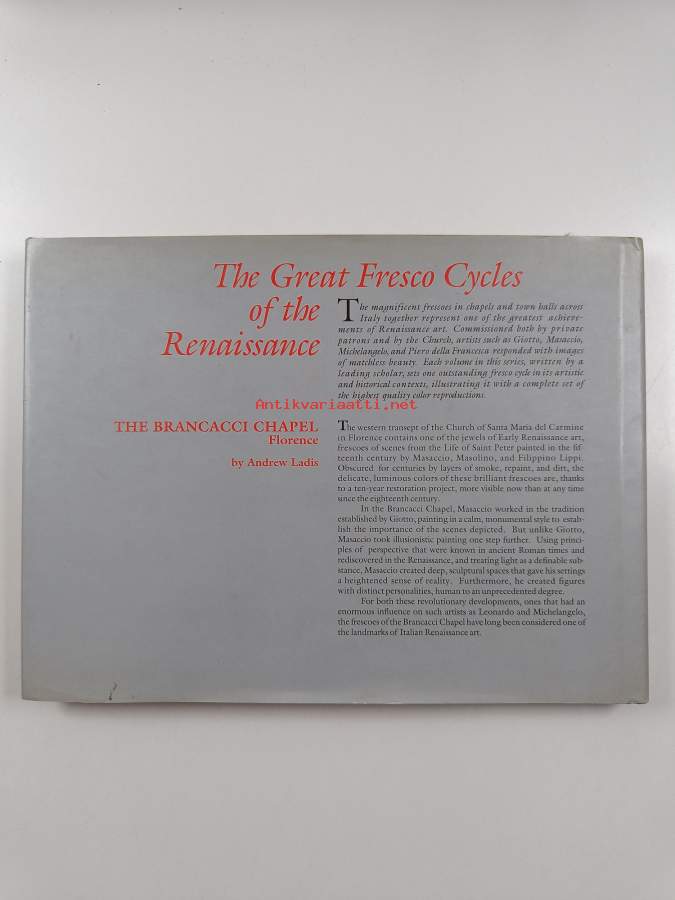 The Great Fresco Cycles
of the
Renaissance
The magnificent frescoes in chapels and town halls across
Italy together represent one of the greatest achieve-
ments of Renaissance art. Commissioned both by private
patrons and by the Church, artists such as Giotto, Masaccio,
Michelangelo, and Piero della Francesca responded with images
of matchless beauty. Each volume in this series, written by a
leading scholar, sets one outstanding fresco cycle in its artistic
and historical contexts, illustrating it with a complete set of
the highest quality color reproductions.
Antikvariaatti.net
THE BRANCACCI CHAPEL
Florence
by Andrew Ladis
The western transept of the Church of Santa Maria del Carmine
in Florence contains one of the jewels of Early Renaissance art,
frescoes of scenes from the Life of Saint Peter painted in the fif-
teenth century by Masaccio, Masolino, and Filippino Lippi.
Obscured for centuries by layers of smoke, repaint, and dirt, the
delicate, luminous colors of these brilliant frescoes are, thanks
to a ten-year restoration project, more visible now than at any time
since the eighteenth century.
In the Brancacci Chapel, Masaccio worked in the tradition
established by Giotto, painting in a calm, monumental style to estab-
lish the importance of the scenes depicted. But unlike Giotto,
Masaccio took illusionistic painting one step further. Using princi-
ples of perspective that were known in ancient Roman times and
rediscovered in the Renaissance, and treating light as a definable sub-
stance, Masaccio created deep, sculptural spaces that gave his settings
a heightened sense of reality. Furthermore, he created figures
with distinct personalities, human to an unprecedented degree.
For both these revolutionary developments, ones that had an
enormous influence on such artists as Leonardo and Michelangelo,
the frescoes of the Brancacci Chapel have long been considered one of
the landmarks of Italian Renaissance art.